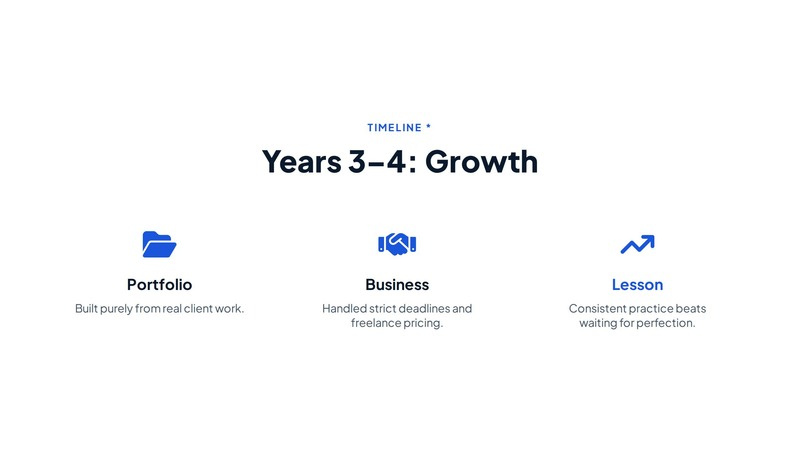 TIMELINE *
Years 3–4: Growth
Portfolio
Built purely from real client work.
Business
Handled strict deadlines and
freelance pricing.
Lesson
Consistent practice beats
waiting for perfection.